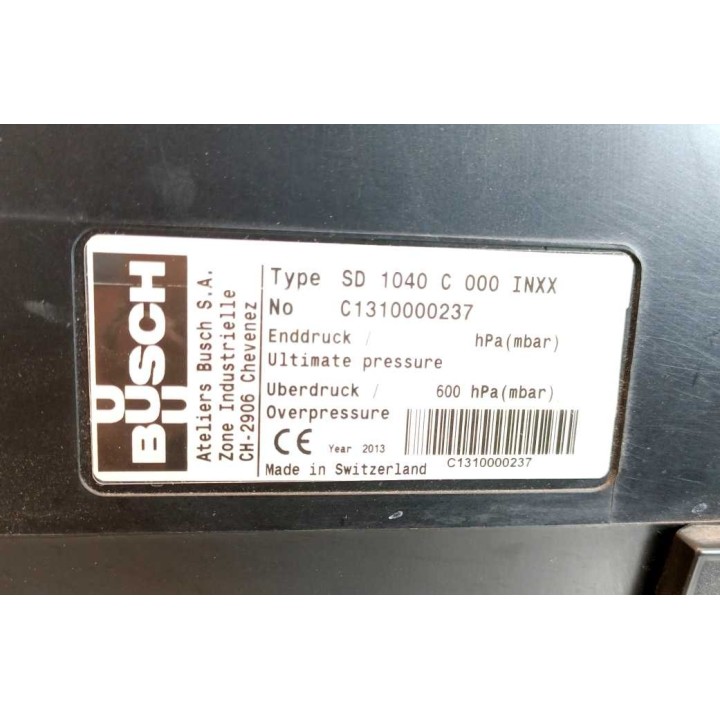 BUSCH
Ateliers Busch S.A.
Zone Industrielle
CH-2906 Chevenez
Type SD 1040 C 000 INXX
No C1310000237
Enddruck / hPa(mbar)
Ultimate pressure
Uberdruck / 600 hPa(mbar)
Overpressure
CE Year 2013
C1310000237
Made in Switzerland